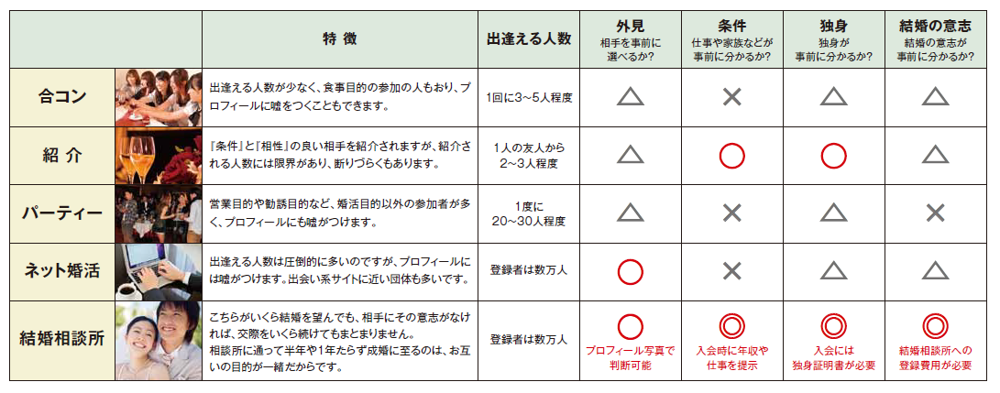 特 徴
出逢える人数
外見
相手を事前に
選べるか?
条件
仕事や家族などが
事前に分かるか?
独身
独身が
事前に分かるか?
結婚の意志
結婚の意志が
事前に分かるか?
合コン
出逢える人数が少なく、食事目的の参加の人もおり、プ
ロフィールに嘘をつくこともできます。
1回に3〜5人程度
△
×
△
△
紹 介
『条件』と『相性』の良い相手を紹介されますが、紹介さ
れる人数には限界があり、断りづらくもあります。
1人の友人から
2〜3人程度
△
○
○
△
パーティー
営業目的や勧誘目的など、婚活目的以外の参加者が多
く、プロフィールにも嘘がつけます。
1度に
20〜30人程度
△
×
△
×
ネット婚活
出逢える人数は圧倒的に多いのですが、プロフィール
には嘘がつけます。出会い系サイトに近い団体も多いです。
登録者は数万人
○
×
△
△
結婚相談所
こちらがいくら結婚を望んでも、相手にその意志がなけ
れば、交際をいくら続けてもまとまりません。
相談所に通って半年や1年たらず成婚に至るのは、お互
いの目的が一緒だからです。
登録者は数万人
○
プロフィール写真で
判断可能
◎
入会時に年収や
仕事を提示
◎
入会には
独身証明書が必要
◎
結婚相談所への
登録費用が必要